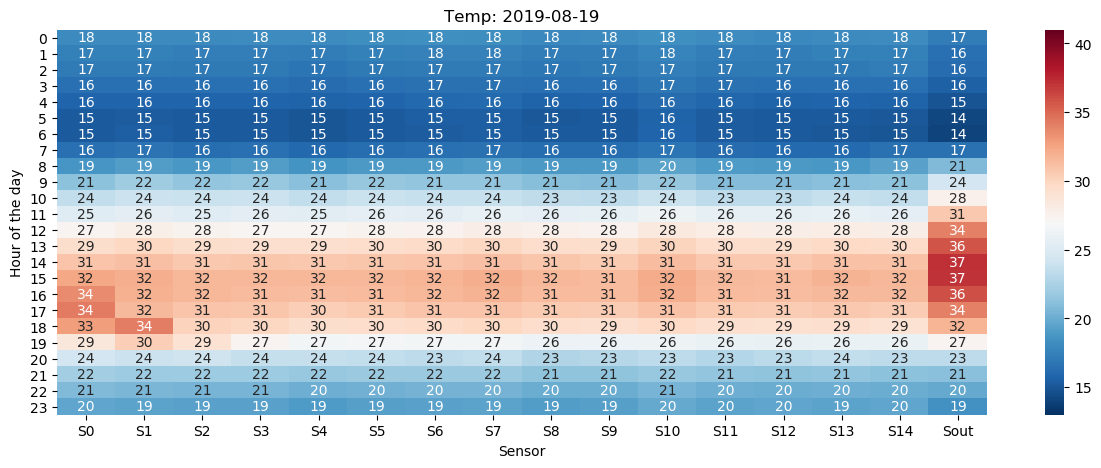 Temp: 2019-08-19
0 18 18 18 18 18 18 18 18 18 18 18 18 18 18 18 17
1 17 17 17 17 17 17 18 18 17 17 18 17 17 17 17 16
2 17 17 17 17 17 17 17 17 17 17 17 17 17 17 17 16
3 16 16 16 16 16 16 17 17 16 16 17 16 16 16 16 16
4 16 16 16 16 16 16 16 16 16 16 16 16 16 16 16 15
5 15 15 15 15 15 15 15 15 15 15 16 15 15 15 15 14
6 15 15 15 15 15 15 15 15 15 15 16 15 15 15 15 14
7 16 17 16 16 16 16 16 17 16 16 17 16 16 16 17 17
8 19 19 19 19 19 19 19 19 19 19 20 19 19 19 19 21
9 21 22 22 22 21 22 21 21 21 21 22 21 21 21 21 24
10 24 24 24 24 24 24 24 24 23 23 24 23 23 24 24 28
11 25 26 25 26 25 26 26 26 26 26 26 26 26 26 26 31
12 27 28 28 27 27 28 28 28 28 28 28 28 28 28 28 34
13 29 30 29 29 29 30 30 30 30 29 30 30 29 30 30 36
14 31 31 31 31 31 31 31 31 31 31 31 31 31 31 31 37
15 32 32 32 32 32 32 32 32 32 31 32 32 31 32 32 37
16 34 32 32 31 31 31 32 32 31 31 32 31 31 32 32 36
17 34 32 31 31 30 31 31 31 31 31 31 31 31 31 31 34
18 33 34 30 30 30 30 30 30 30 29 30 29 29 29 29 32
19 29 30 29 27 27 27 27 27 26 26 26 26 26 26 26 27
20 24 24 24 24 24 24 23 24 23 23 23 23 23 24 23 23
21 22 22 22 22 22 22 22 22 21 21 22 21 21 21 21 21
22 21 21 21 21 20 20 20 20 20 20 21 20 20 20 20 20
23 20 19 19 19 19 19 19 19 19 19 20 20 20 19 20 19
S0 S1 S2 S3 S4 S5 S6 S7 S8 S9 S10 S11 S12 S13 S14 Sout
Sensor
Hour of the day
40
35
30
25
20
15